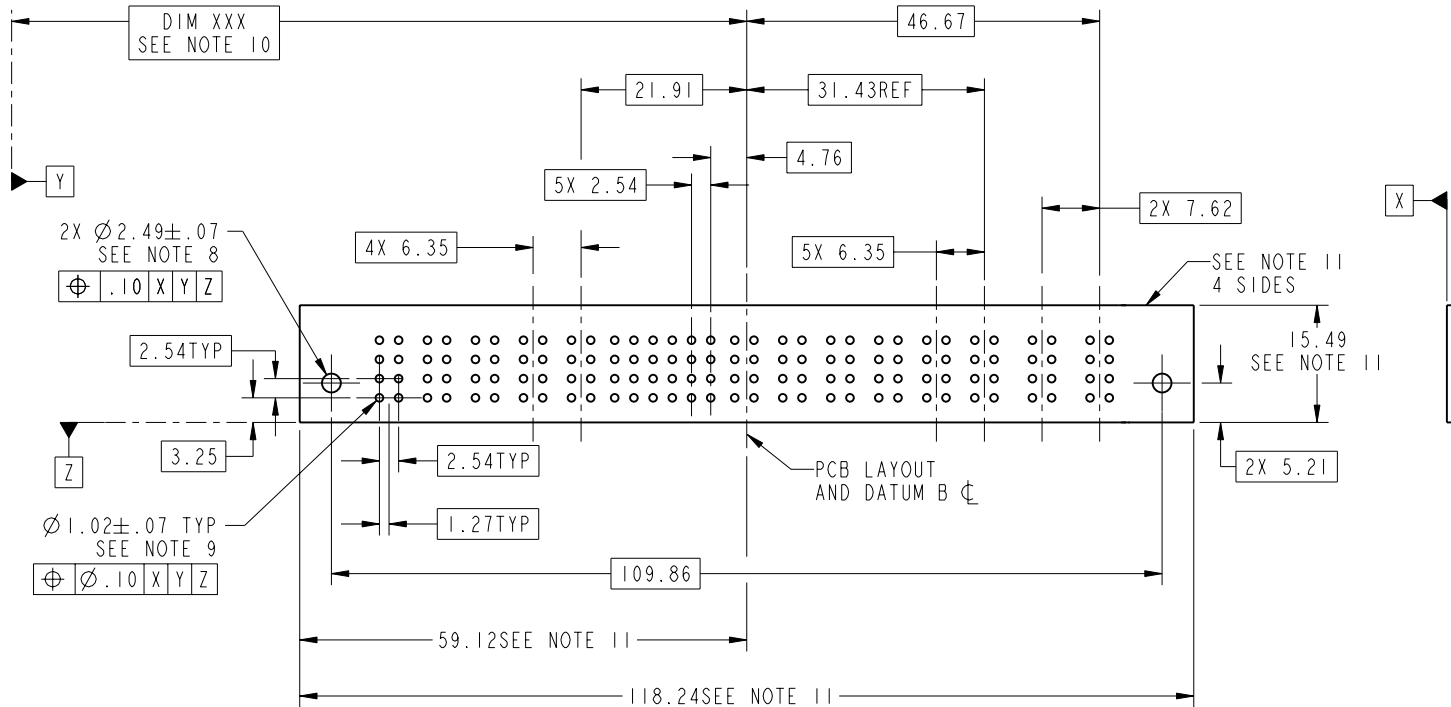 DIM XXX
SEE NOTE 10
46.67
21.91
31.43REF
4.76
5X 2.54
Y
X
2X 7.62
2X Ø2.49±.07
SEE NOTE 8
⌖ .10 X Y Z
4X 6.35
5X 6.35
SEE NOTE 11
4 SIDES
2.54TYP
15.49
SEE NOTE 11
3.25
Z
2.54TYP
PCB LAYOUT
AND DATUM B ℄
2X 5.21
Ø1.02±.07 TYP
SEE NOTE 9
⌖ Ø.10 X Y Z
1.27TYP
109.86
59.12SEE NOTE 11
118.24SEE NOTE 11